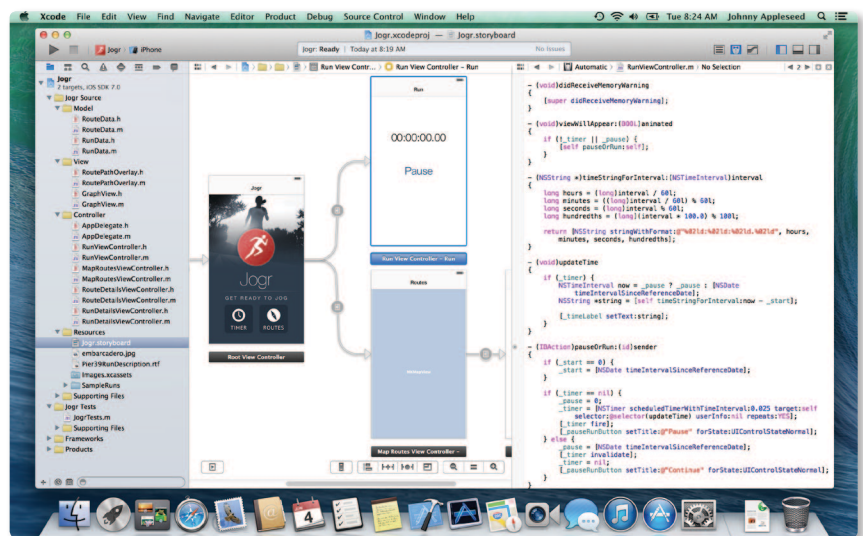 Xcode File Edit View Find Navigate Editor Product Debug Source Control Window Help Tue 8:24 AM Johnny Appleseed
Jogr.xcodeproj — Jogr.storyboard
Jogr iPhone
Jogr: Ready | Today at 8:19 AM
No Issues
Run View Contr... Run View Controller – Run
Automatic RunViewController.m No Selection
2
Jogr
2 targets, iOS SDK 7.0
Jogr Source
Model
RouteData.h
RouteData.m
RunData.h
RunData.m
View
RoutePathOverlay.h
RoutePathOverlay.m
GraphView.h
GraphView.m
Controller
AppDelegate.h
AppDelegate.m
RunViewController.h
RunViewController.m
MapRoutesViewController.h
MapRoutesViewController.m
RouteDetailsViewController.h
RouteDetailsViewController.m
RunDetailsViewController.h
RunDetailsViewController.m
Resources
Jogr.storyboard
embarcadero.jpg
Pier39RunDescription.rtf
Images.xcassets
SampleRuns
Supporting Files
Jogr Tests
JogrTests.m
Supporting Files
Frameworks
Products
Jogr
Jogr
GET READY TO JOG
TIMER ROUTES
Root View Controller
Run
00:00:00.00
Pause
Run View Controller – Run
Routes
Map Routes View Controller –
- (void)didReceiveMemoryWarning
{
[super didReceiveMemoryWarning];
}
- (void)viewWillAppear:(BOOL)animated
{
if (!_timer || _pause) {
[self pauseOrRun:self];
}
}
- (NSString *)timeStringForInterval:(NSTimeInterval)interval
{
long hours = (long)interval / 60l;
long minutes = ((long)interval / 60l) % 60l;
long seconds = (long)interval % 60l;
long hundredths = (long)(interval * 100.0) % 100l;
return [NSString stringWithFormat:@"%02ld:%02ld:%02ld.%02ld", hours,
minutes, seconds, hundredths];
}
- (void)updateTime
{
if (_timer) {
NSTimeInterval now = _pause ? _pause : [NSDate
timeIntervalSinceReferenceDate];
NSString *string = [self timeStringForInterval:now - _start];
[_timeLabel setText:string];
}
}
- (IBAction)pauseOrRun:(id)sender
{
if (_start == 0) {
_start = [NSDate timeIntervalSinceReferenceDate];
}
if (_timer == nil) {
_pause = 0;
_timer = [NSTimer scheduledTimerWithTimeInterval:0.025 target:self
selector:@selector(updateTime) userInfo:nil repeats:YES];
[_timer fire];
[_pauseRunButton setTitle:@"Pause" forState:UIControlStateNormal];
} else {
_pause = [NSDate timeIntervalSinceReferenceDate];
[_timer invalidate];
_timer = nil;
[_pauseRunButton setTitle:@"Continue" forState:UIControlStateNormal];
}
}
4